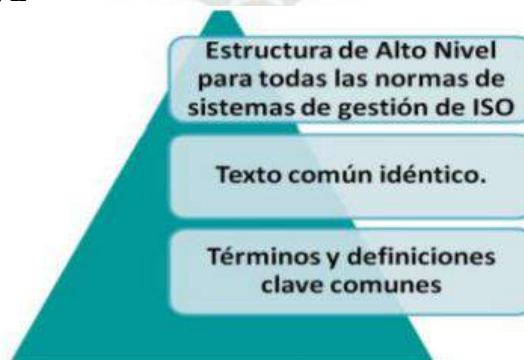 Estructura de Alto Nivel
para todas las normas de
sistemas de gestión de ISO
Texto común idéntico.
Términos y definiciones
clave comunes